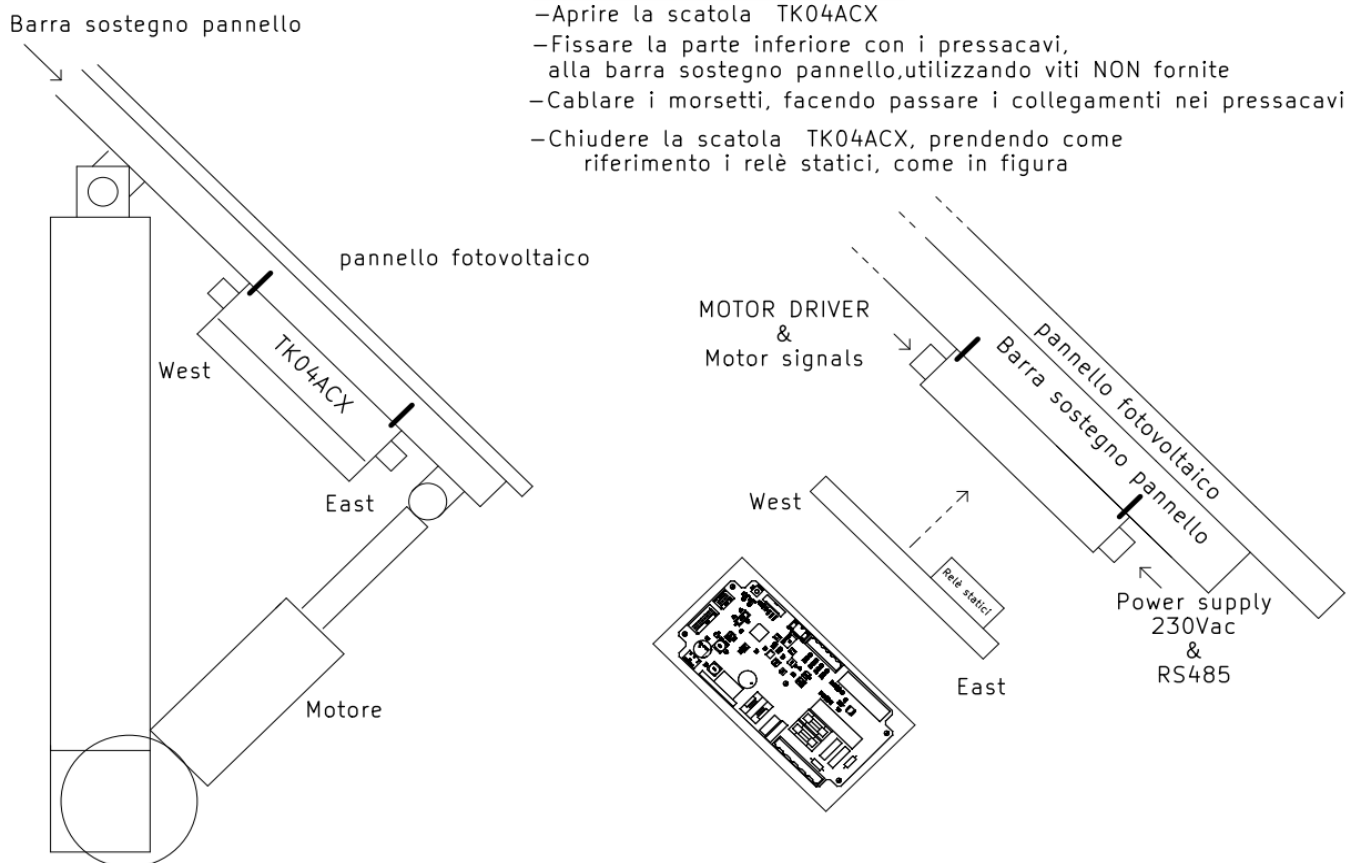 Barra sostegno pannello
–Aprire la scatola TK04ACX
–Fissare la parte inferiore con i pressacavi,
alla barra sostegno pannello,utilizzando viti NON fornite
–Cablare i morsetti, facendo passare i collegamenti nei pressacavi
–Chiudere la scatola TK04ACX, prendendo come
riferimento i relè statici, come in figura
pannello fotovoltaico
West
TK04ACX
East
Motore
MOTOR DRIVER
&
Motor signals
pannello fotovoltaico
Barra sostegno pannello
West
Relè statici
East
Power supply
230Vac
&
RS485